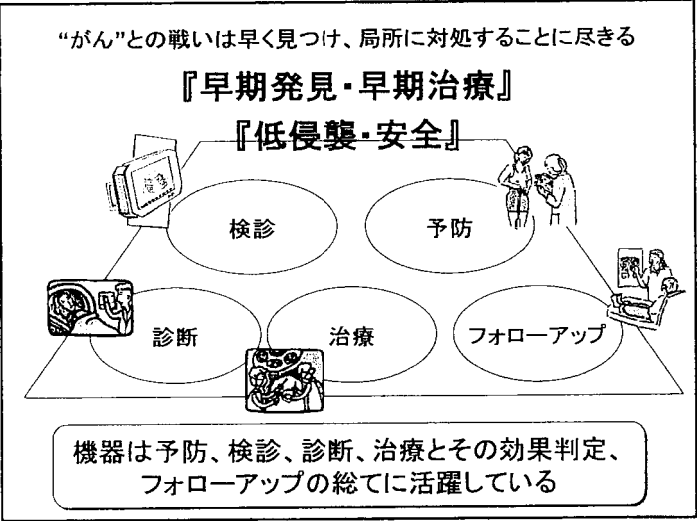 “がん”との戦いは早く見つけ、局所に対処することに尽きる
『早期発見・早期治療』
『低侵襲・安全』
検診
予防
診断
治療
フォローアップ
機器は予防、検診、診断、治療とその効果判定、
フォローアップの総てに活躍している